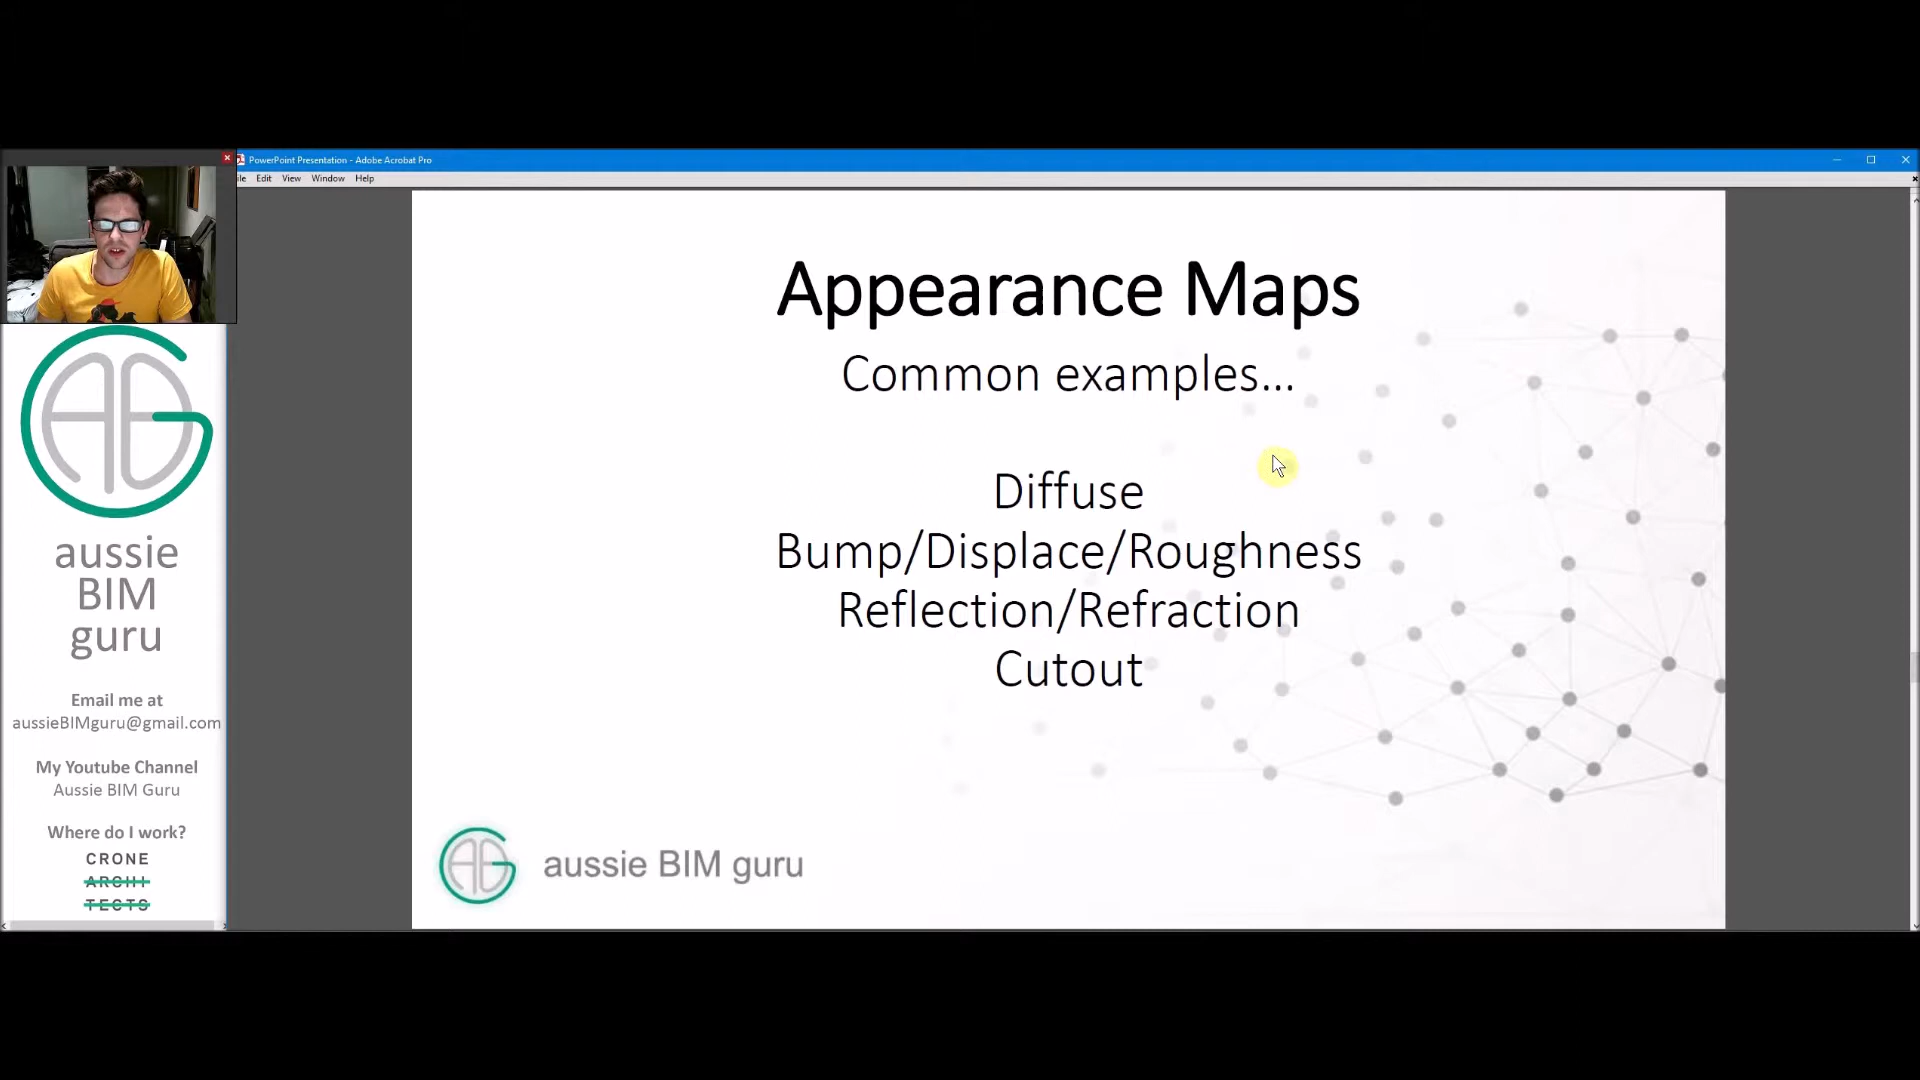 PowerPoint Presentation - Adobe Acrobat Pro
ile Edit View Window Help
Appearance Maps
Common examples...
Diffuse
Bump/Displace/Roughness
Reflection/Refraction
Cutout
aussie BIM guru
aussie
BIM
guru
Email me at
aussieBIMguru@gmail.com
My Youtube Channel
Aussie BIM Guru
Where do I work?
CRONE
ARCHI
TECTS